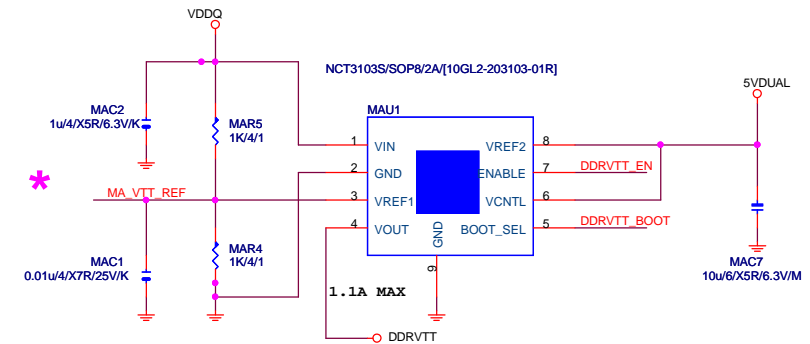 VDDQ
NCT3103S/SOP8/2A/[10GL2-203103-01R]
5VDUAL
MAC2
1u/4/X5R/6.3V/K
MAR5
1K/4/1
MAU1
1 VIN VREF2 8
2 GND ENABLE 7 DDRVTT_EN
* MA_VTT_REF 3 VREF1 VCNTL 6
4 VOUT BOOT_SEL 5 DDRVTT_BOOT
GND
9
MAC1
0.01u/4/X7R/25V/K
MAR4
1K/4/1
MAC7
10u/6/X5R/6.3V/M
1.1A MAX
DDRVTT